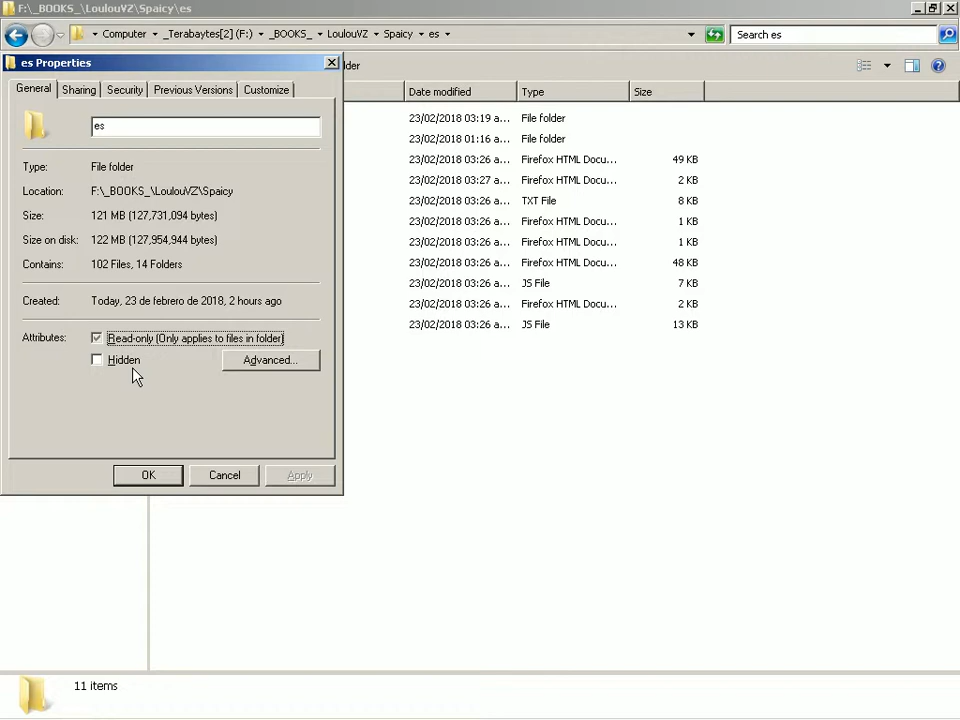 F:\_BOOKS_\LoulouVZ\Spaicy\es
Computer _Terabaytes[2] (F:) _BOOKS_ LoulouVZ Spaicy es
Search es
es Properties
lder
General Sharing Security Previous Versions Customize
Date modified Type Size
es
23/02/2018 03:19 a... File folder
23/02/2018 01:16 a... File folder
23/02/2018 03:26 a... Firefox HTML Docu... 49 KB
23/02/2018 03:27 a... Firefox HTML Docu... 2 KB
23/02/2018 03:26 a... TXT File 8 KB
23/02/2018 03:26 a... Firefox HTML Docu... 1 KB
23/02/2018 03:26 a... Firefox HTML Docu... 1 KB
23/02/2018 03:26 a... Firefox HTML Docu... 48 KB
23/02/2018 03:26 a... JS File 7 KB
23/02/2018 03:26 a... Firefox HTML Docu... 2 KB
23/02/2018 03:26 a... JS File 13 KB
Type: File folder
Location: F:\_BOOKS_\LoulouVZ\Spaicy
Size: 121 MB (127,731,094 bytes)
Size on disk: 122 MB (127,954,944 bytes)
Contains: 102 Files, 14 Folders
Created: Today, 23 de febrero de 2018, 2 hours ago
Attributes: Read-only (Only applies to files in folder)
Hidden Advanced...
OK Cancel Apply
11 items